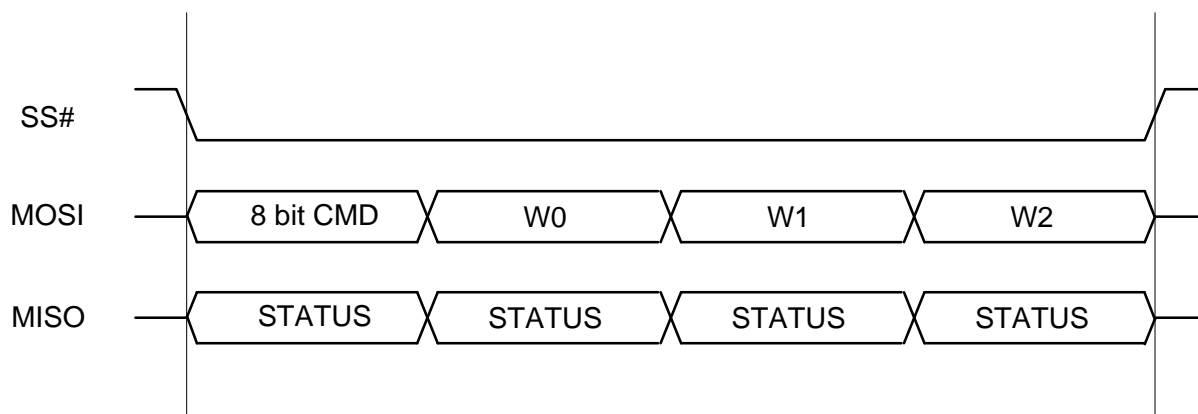 SS#
MOSI 8 bit CMD W0 W1 W2
MISO STATUS STATUS STATUS STATUS